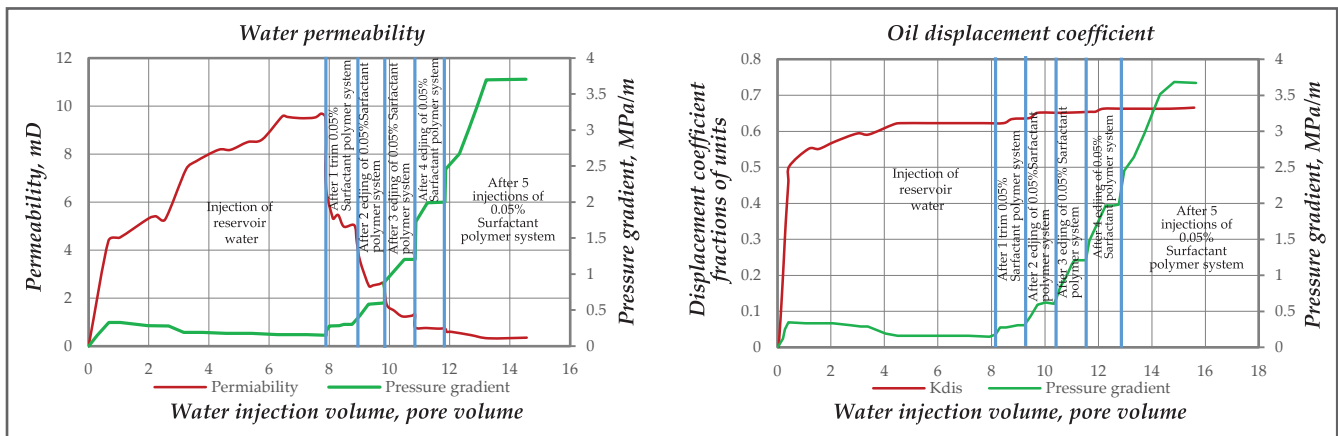 Water permeability
Permeability, mD
12
10
8
6
4
2
0
After 1 trim 0.05%
Sarfactant polymer system
After 2 edjing of 0.05%Sarfactant
polymer system
After 3 edjing of 0.05% Sarfactant
polymer system
After 4 edjing of 0.05%
Sarfactant polymer system
Injection of
reservoir
water
After 5
injections of
0.05%
Surfactant
polymer system
4
3.5
3
2.5
2
1.5
1
0.5
0
Pressure gradient, MPa/m
0 2 4 6 8 10 12 14 16
Permiability Pressure gradient
Water injection volume, pore volume
Oil displacement coefficient
Displacement coefficient
fractions of units
0.8
0.7
0.6
0.5
0.4
0.3
0.2
0.1
0
Injection of
reservoir
water
After 1 trim 0.05%
Sarfactant polymer system
After 2 edjing of 0.05%Sarfactant
polymer system
After 3 edjing of 0.05% Sarfactant
polymer system
After 4 edjing of 0.05%
Sarfactant polymer system
After 5
injections of
0.05%
Surfactant
polymer system
4
3.5
3
2.5
2
1.5
1
0.5
0
Pressure gradient, MPa/m
0 2 4 6 8 10 12 14 16 18
Kdis Pressure gradient
Water injection volume, pore volume